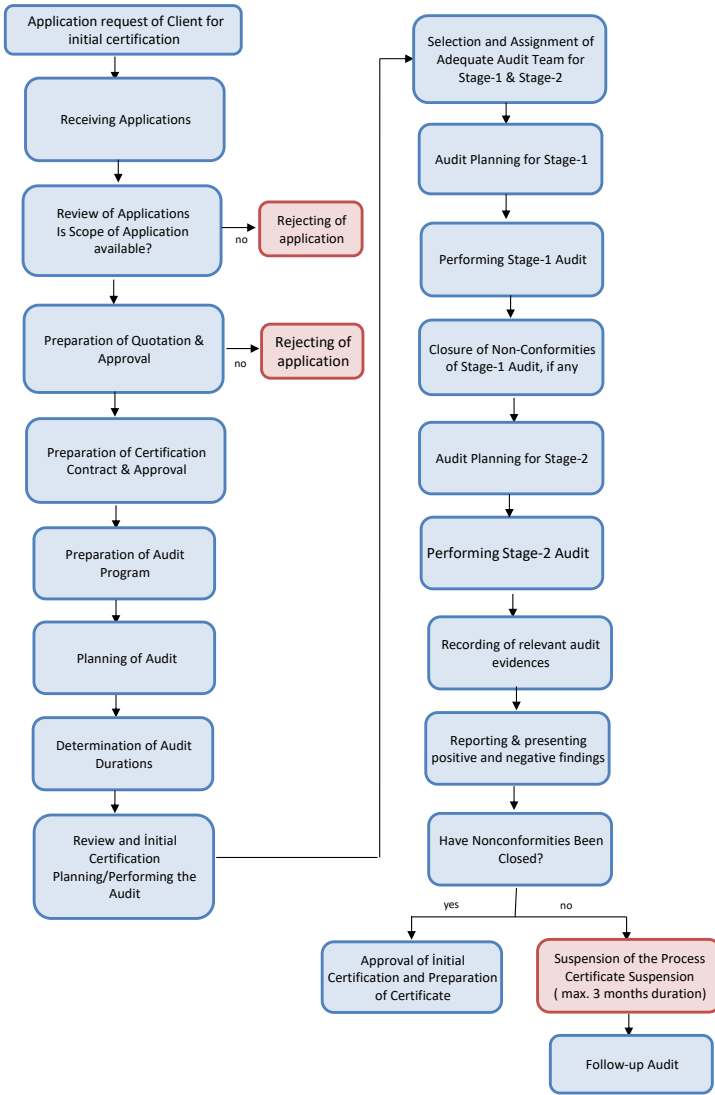 Application request of Client for
initial certification
Receiving Applications
Review of Applications
Is Scope of Application
available?
no
Rejecting of
application
Preparation of Quotation &
Approval
no
Rejecting of
application
Preparation of Certification
Contract & Approval
Preparation of Audit
Program
Planning of Audit
Determination of Audit
Durations
Review and İnitial
Certification
Planning/Performing the
Audit
Selection and Assignment of
Adequate Audit Team for
Stage-1 & Stage-2
Audit Planning for Stage-1
Performing Stage-1 Audit
Closure of Non-Conformities
of Stage-1 Audit, if any
Audit Planning for Stage-2
Performing Stage-2 Audit
Recording of relevant audit
evidences
Reporting & presenting
positive and negative findings
Have Nonconformities Been
Closed?
yes
no
Approval of İnitial
Certification and Preparation
of Certificate
Suspension of the Process
Certificate Suspension
( max. 3 months duration)
Follow-up Audit